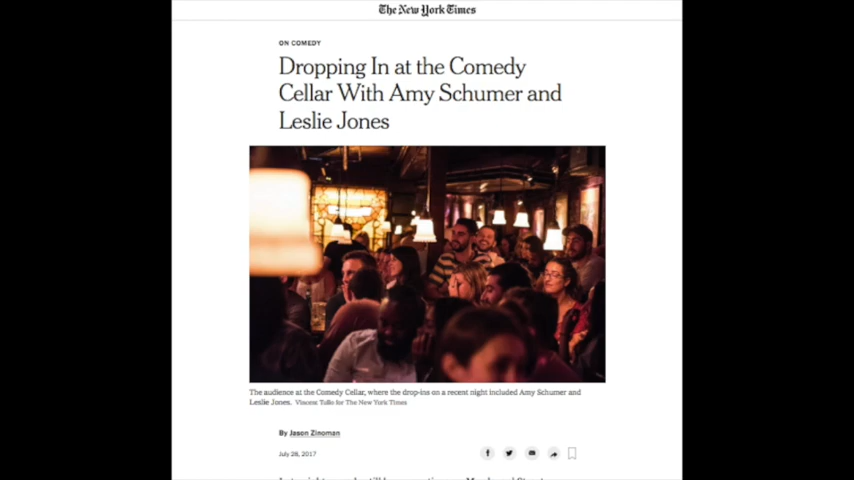 The New York Times
ON COMEDY
Dropping In at the Comedy
Cellar With Amy Schumer and
Leslie Jones
The audience at the Comedy Cellar, where the drop-ins on a recent night included Amy Schumer and
Leslie Jones. Vincent Tullo for The New York Times
By Jason Zinoman
July 28, 2017